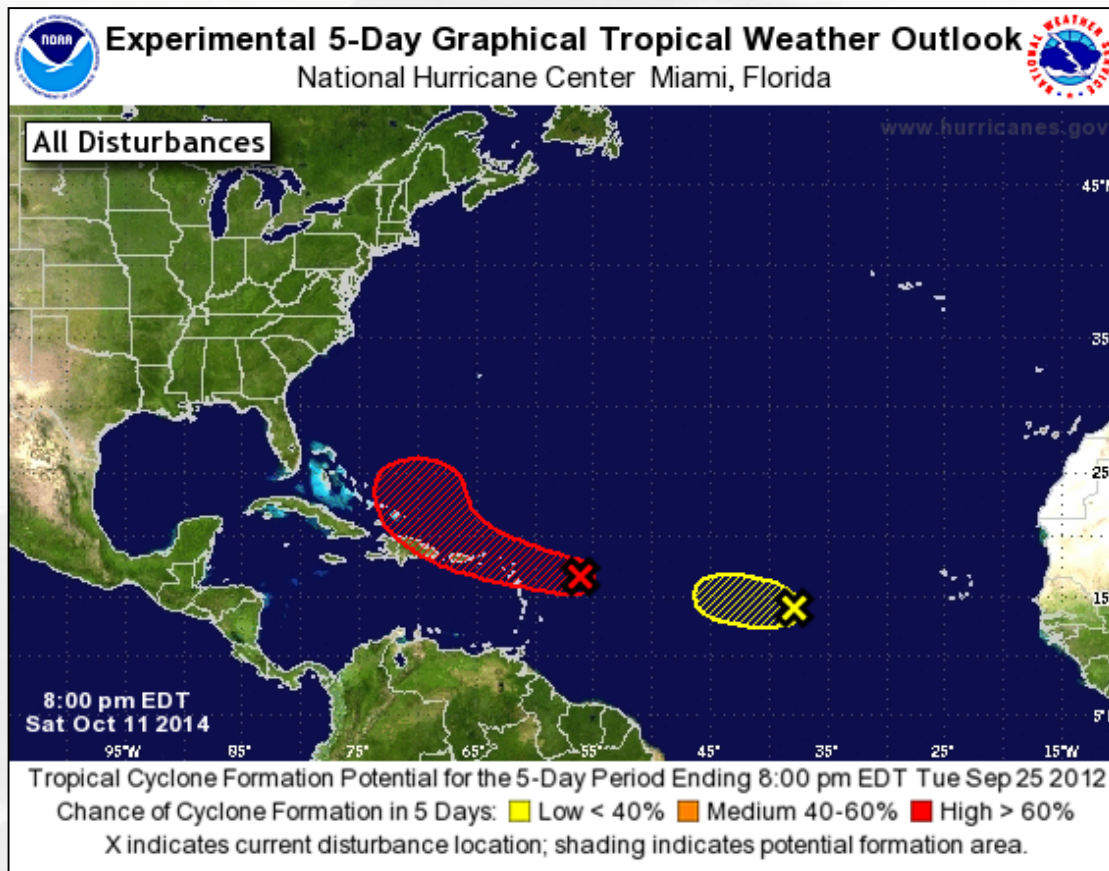 NOAA
Experimental 5-Day Graphical Tropical Weather Outlook
National Hurricane Center Miami, Florida
NATIONAL WEATHER SERVICE
All Disturbances
www.hurricanes.gov
45°N
35
25
15
5°
8:00 pm EDT
Sat Oct 11 2014
95°W 85° 75° 65° 55° 45° 35° 25° 15°W
Tropical Cyclone Formation Potential for the 5-Day Period Ending 8:00 pm EDT Tue Sep 25 2012
Chance of Cyclone Formation in 5 Days: Low < 40% Medium 40-60% High > 60%
X indicates current disturbance location; shading indicates potential formation area.